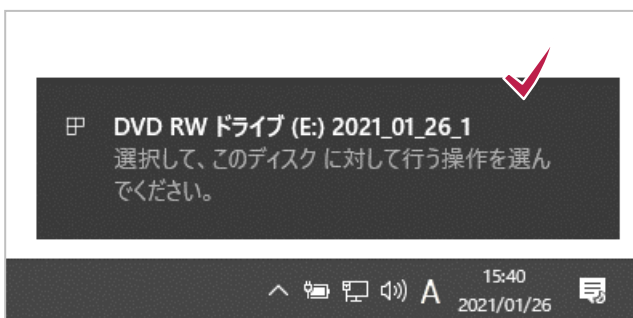 DVD RW ドライブ (E:) 2021_01_26_1
選択して、このディスク に対して行う操作を選ん
でください。
A
15:40
2021/01/26